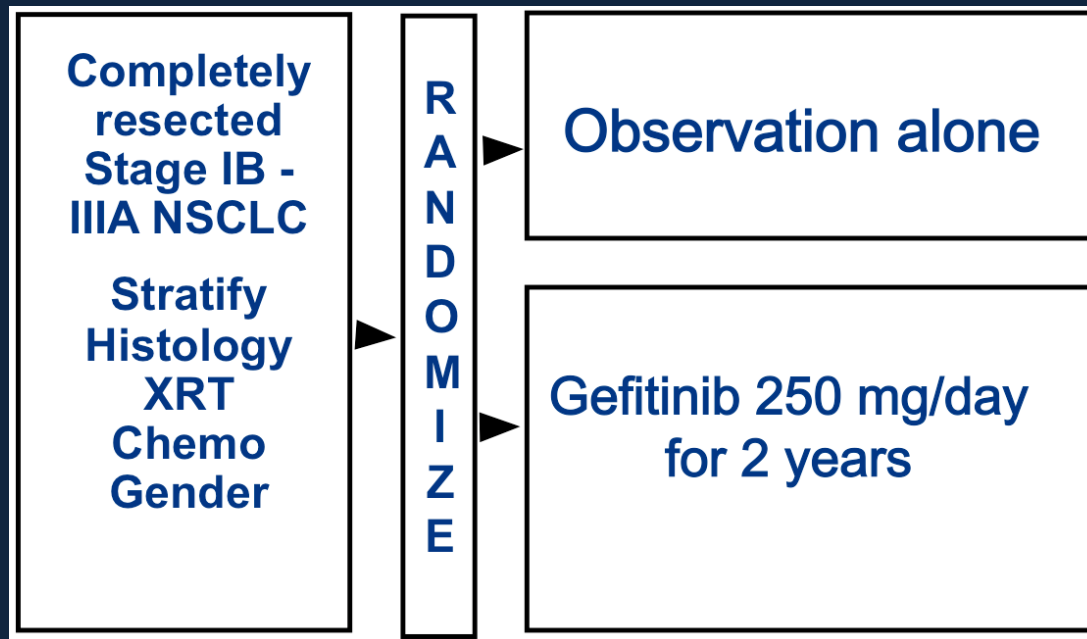 Completely
resected
Stage IB -
IIIA NSCLC
Stratify
Histology
XRT
Chemo
Gender
R
A
N
D
O
M
I
Z
E
Observation alone
Gefitinib 250 mg/day
for 2 years